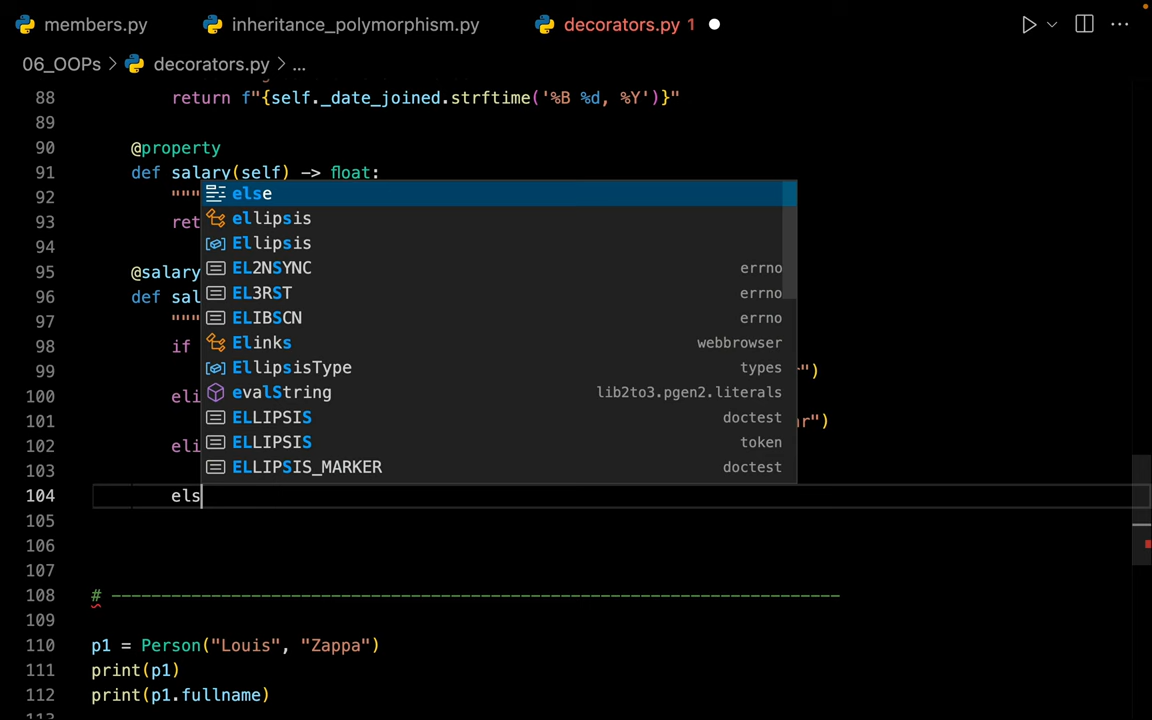 members.py inheritance_polymorphism.py decorators.py 1
06_OOPs > decorators.py > ...
88 return f"{self._date_joined.strftime('%B %d, %Y')}"
89
90 @property
91 def salary(self) -> float:
92 """
93 ret
94
95 @salary
96 def sal
97 """
98 if
99 r")
100 eli
101 ar")
102 eli
103
104 els
105
106
107
108 # -------------------------------------------------------------------------
109
110 p1 = Person("Louis", "Zappa")
111 print(p1)
112 print(p1.fullname)
113
else
ellipsis
Ellipsis
EL2NSYNC errno
EL3RST errno
ELIBSCN errno
Elinks webbrowser
EllipsisType types
evalString lib2to3.pgen2.literals
ELLIPSIS doctest
ELLIPSIS token
ELLIPSIS_MARKER doctest